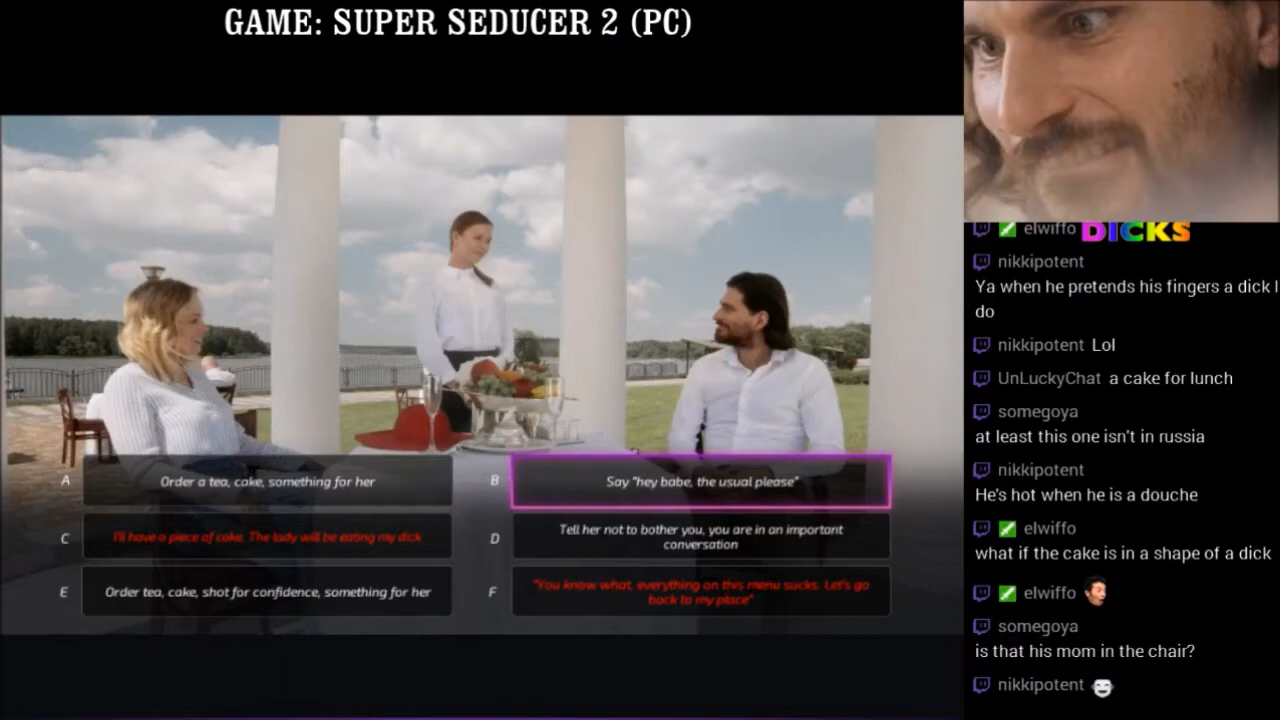 GAME: SUPER SEDUCER 2 (PC)
A
Order a tea, cake, something for her
B
Say "hey babe, the usual please"
C
I'll have a piece of cake. The lady will be eating my dick
D
Tell her not to bother you, you are in an important
conversation
E
Order tea, cake, shot for confidence, something for her
F
"You know what, everything on this menu sucks. Let's go
back to my place"
elwiffo DICKS
nikkipotent
Ya when he pretends his fingers a dick I
do
nikkipotent Lol
UnLuckyChat a cake for lunch
somegoya
at least this one isn't in russia
nikkipotent
He's hot when he is a douche
elwiffo
what if the cake is in a shape of a dick
elwiffo
somegoya
is that his mom in the chair?
nikkipotent